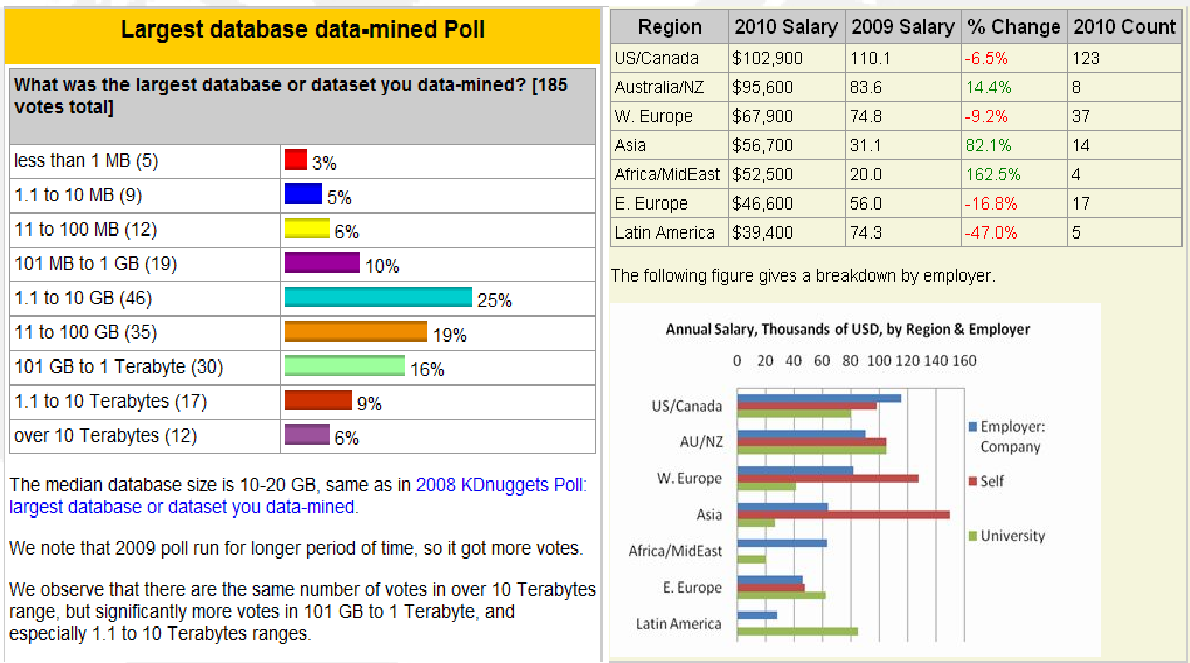 Largest database data-mined Poll
What was the largest database or dataset you data-mined? [185
votes total]
less than 1 MB (5) 3%
1.1 to 10 MB (9) 5%
11 to 100 MB (12) 6%
101 MB to 1 GB (19) 10%
1.1 to 10 GB (46) 25%
11 to 100 GB (35) 19%
101 GB to 1 Terabyte (30) 16%
1.1 to 10 Terabytes (17) 9%
over 10 Terabytes (12) 6%
The median database size is 10-20 GB, same as in 2008 KDnuggets Poll:
largest database or dataset you data-mined.
We note that 2009 poll run for longer period of time, so it got more votes.
We observe that there are the same number of votes in over 10 Terabytes
range, but significantly more votes in 101 GB to 1 Terabyte, and
especially 1.1 to 10 Terabytes ranges.
Region 2010 Salary 2009 Salary % Change 2010 Count
US/Canada $102,900 110.1 -6.5% 123
Australia/NZ $95,600 83.6 14.4% 8
W. Europe $67,900 74.8 -9.2% 37
Asia $56,700 31.1 82.1% 14
Africa/MidEast $52,500 20.0 162.5% 4
E. Europe $46,600 56.0 -16.8% 17
Latin America $39,400 74.3 -47.0% 5
The following figure gives a breakdown by employer.
Annual Salary, Thousands of USD, by Region & Employer
0 20 40 60 80 100 120 140 160
US/Canada
AU/NZ
W. Europe
Asia
Africa/MidEast
E. Europe
Latin America
Employer:
Company
Self
University